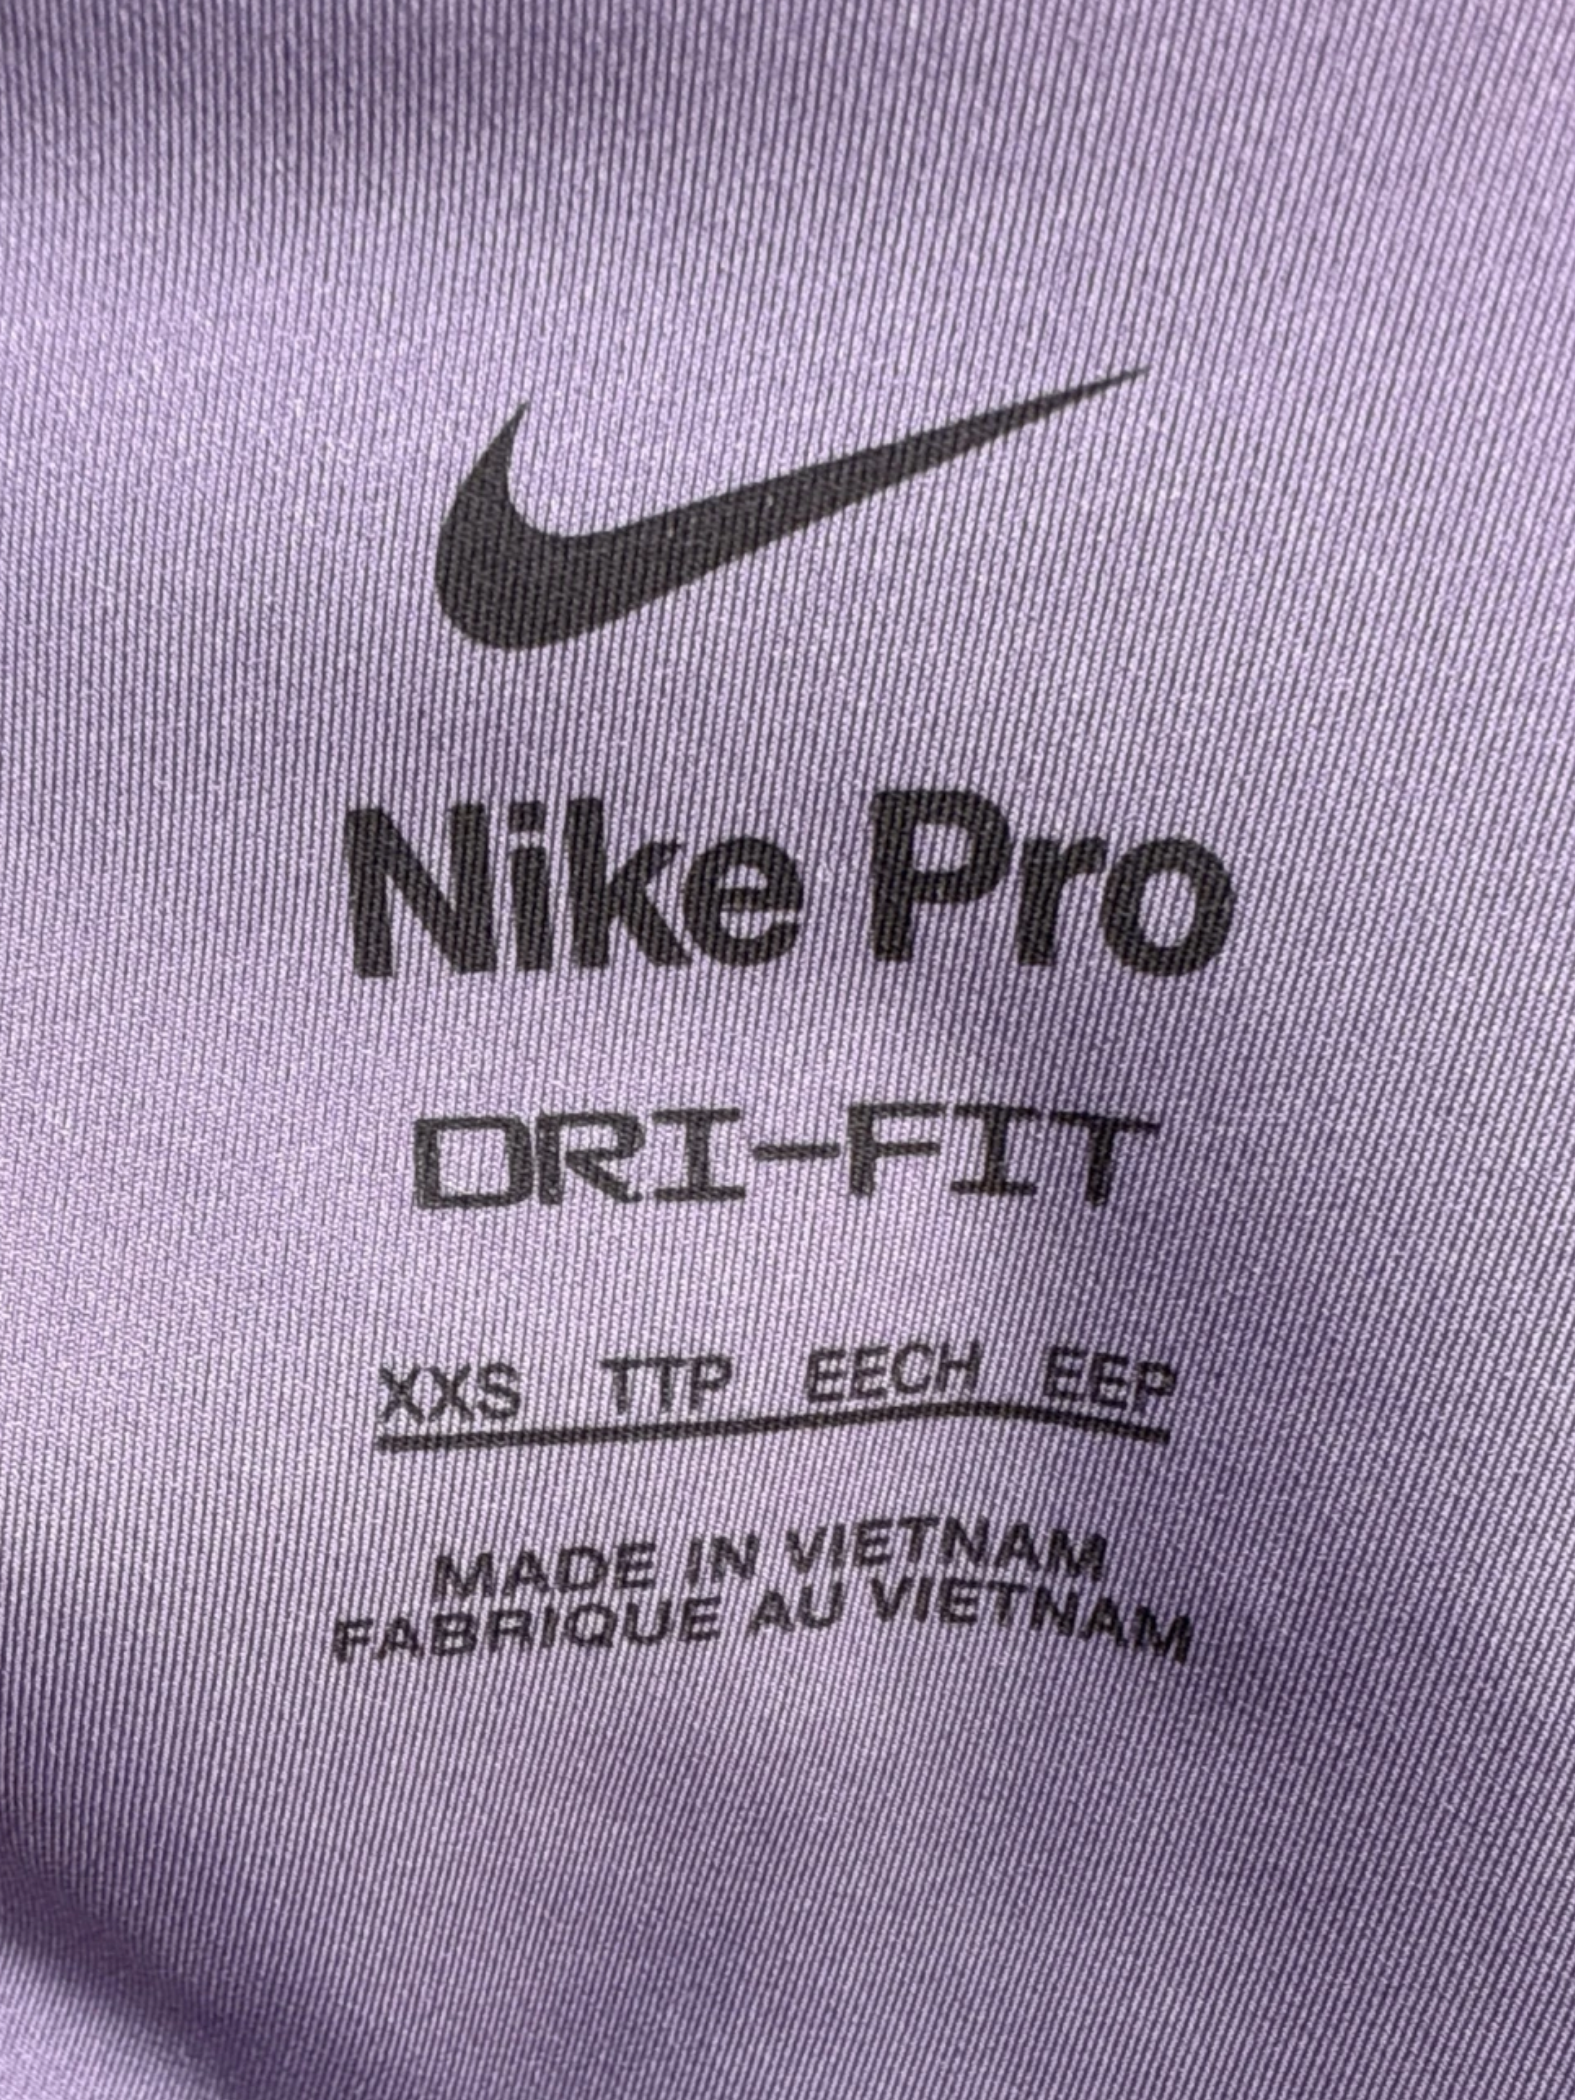 Nike Pro
DRI-FIT
XXS TTP EECH EEP
MADE IN VIETNAM
FABRIQUE AU VIETNAM